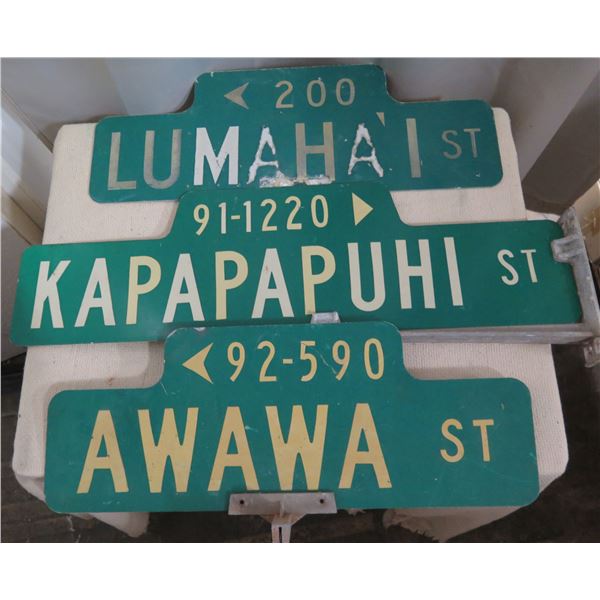 200
LUMAHA'I ST
91-1220
KAPAPAPUHI ST
92-590
AWAWA ST